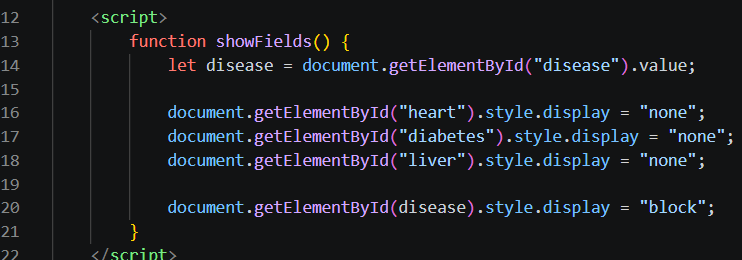 12 <script>
13 function showFields() {
14 let disease = document.getElementById("disease").value;
15
16 document.getElementById("heart").style.display = "none";
17 document.getElementById("diabetes").style.display = "none";
18 document.getElementById("liver").style.display = "none";
19
20 document.getElementById(disease).style.display = "block";
21 }
22 </script>